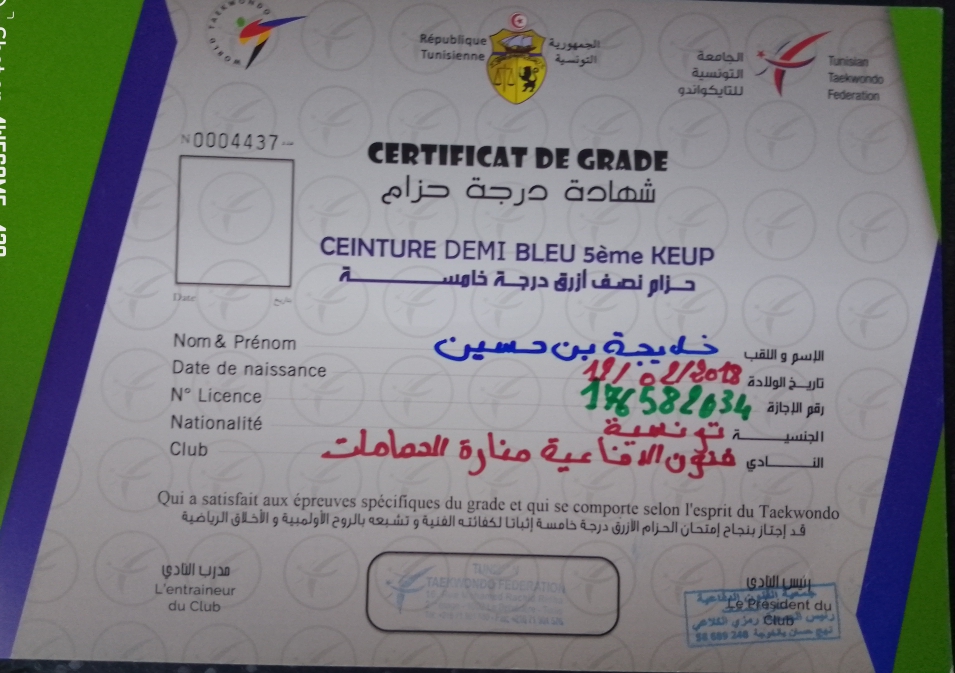 WORLD TAEKWONDO
République
Tunisienne
الجمهورية
التونسية
الجامعة
التونسية
للتايكواندو
Tunisian
Taekwondo
Federation
N 0004437
CERTIFICAT DE GRADE
شهادة درجة حزام
CEINTURE DEMI BLEU 5ème KEUP
حزام نصف أزرق درجة خامسة
Date تاريخ
Nom & Prénom خديجة بن حسين الإسم و اللقب
Date de naissance 12/02/2018 تاريخ الولادة
N° Licence 176582034 رقم الإجازة
Nationalité تونسية الجنسية
Club فنون الدفاعية منارة الحمامات النادي
Qui a satisfait aux épreuves spécifiques du grade et qui se comporte selon l'esprit du Taekwondo
قد إجتاز بنجاح إمتحان الحزام الأزرق درجة خامسة إثباتا لكفائته الفنية و تشبعه بالروح الأولمبية و الأخلاق الرياضية
مدرب النادي
L'entraineur
du Club
TAEKWONDO FEDERATION
رئيس النادي
Le Président du
Club